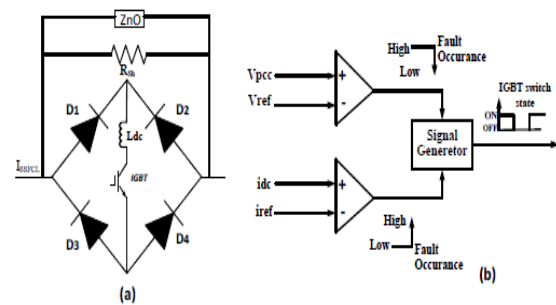 (a)
ZnO
RSh
D1
D2
Ldc
IGBT
ISSFCL
D3
D4
(b)
High
Low
Fault
Occurance
Vpcc
Vref
+
-
IGBT switch
state
ON
OFF
Signal
Generetor
idc
iref
+
-
High
Low
Fault
Occurance